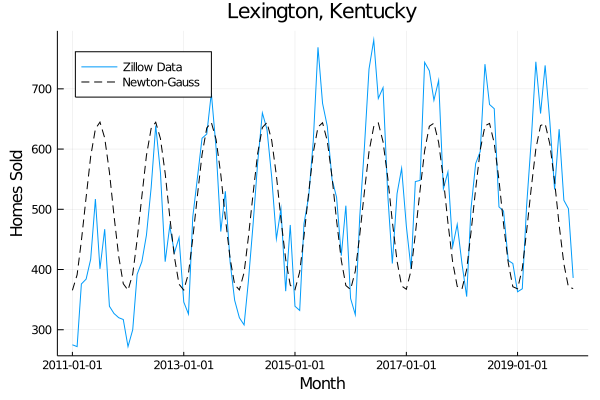 Lexington, Kentucky
Zillow Data
Newton-Gauss
Homes Sold
700
600
500
400
300
2011-01-01
2013-01-01
2015-01-01
2017-01-01
2019-01-01
Month